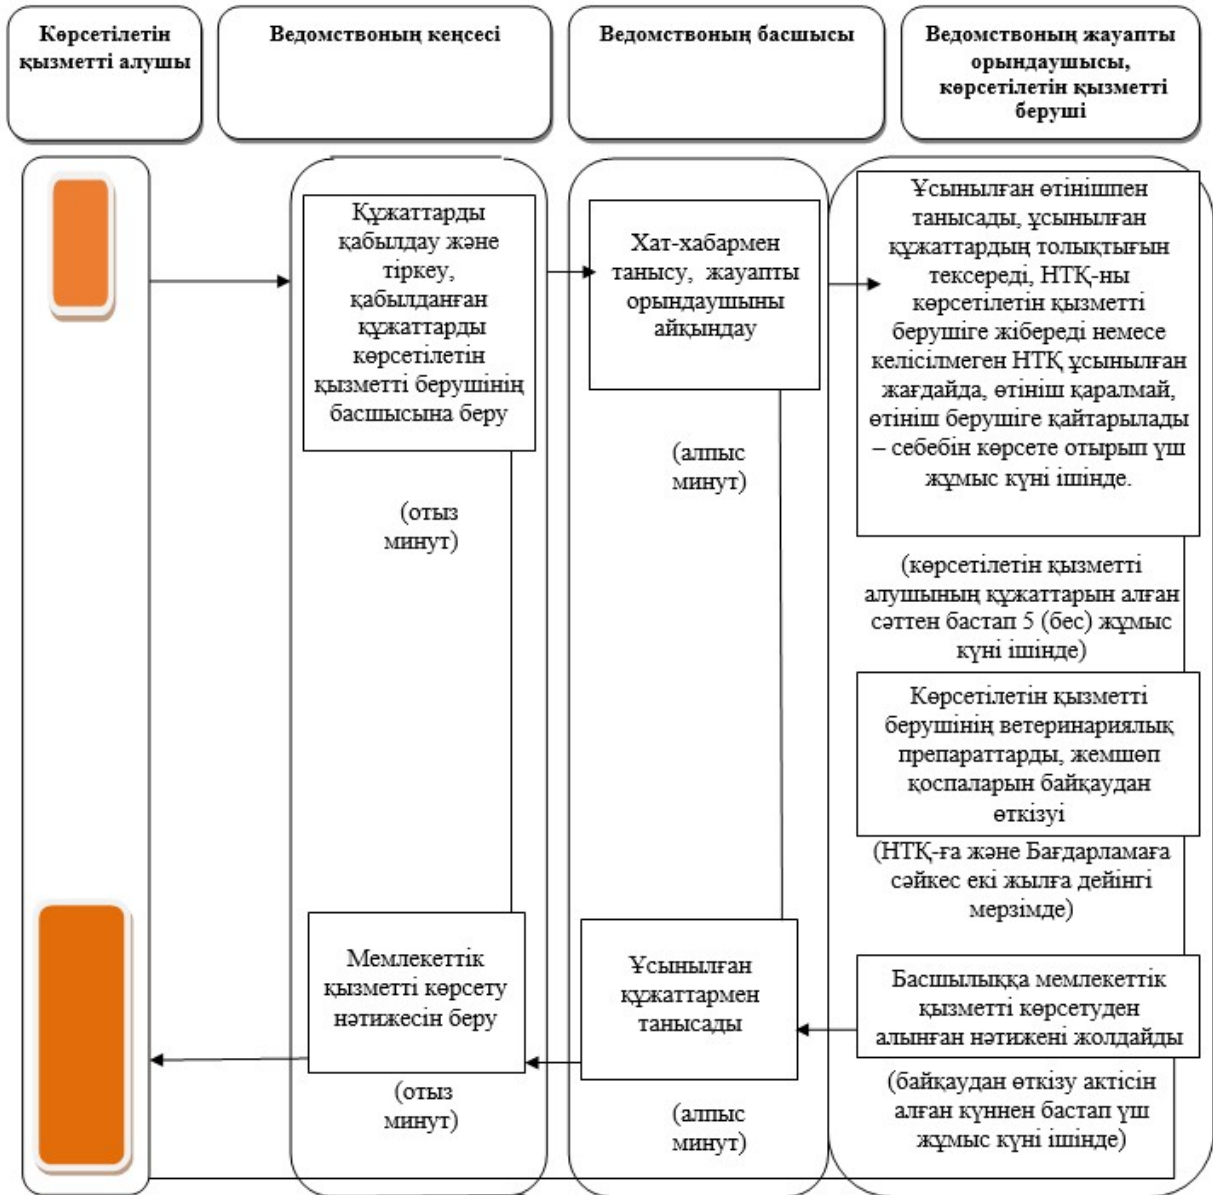 Көрсетілетін
қызметті алушы
Ведомствоның кеңсесі
Ведомствоның басшысы
Ведомствоның жауапты
орындаушысы,
көрсетілетін қызметті
беруші
Құжаттарды
қабылдау және
тіркеу,
қабылданған
құжаттарды
көрсетілетін
қызметті берушінің
басшысына беру
(отыз
минут)
Хат-хабармен
танысу, жауапты
орындаушыны
айқындау
(алпыс
минут)
Ұсынылған өтінішпен
танысады, ұсынылған
құжаттардың толықтығын
тексереді, НТҚ-ны
көрсетілетін қызметті
берушіге жібереді немесе
келісілмеген НТҚ ұсынылған
жағдайда, өтініш қаралмай,
өтініш берушіге қайтарылады
– себебін көрсете отырып үш
жұмыс күні ішінде.
(көрсетілетін қызметті
алушының құжаттарын алған
сәттен бастап 5 (бес) жұмыс
күні ішінде)
Көрсетілетін қызметті
берушінің ветеринариялық
препараттарды, жемшөп
қоспаларын байқаудан
өткізуі
(НТҚ-ға және Бағдарламаға
сәйкес екі жылға дейінгі
мерзімде)
Мемлекеттік
қызметті көрсету
нәтижесін беру
(отыз
минут)
Ұсынылған
құжаттармен
танысады
(алпыс
минут)
Басшылыққа мемлекеттік
қызметті көрсетуден
алынған нәтижені жолдайды
(байқаудан өткізу актісін
алған күннен бастап үш
жұмыс күні ішінде)